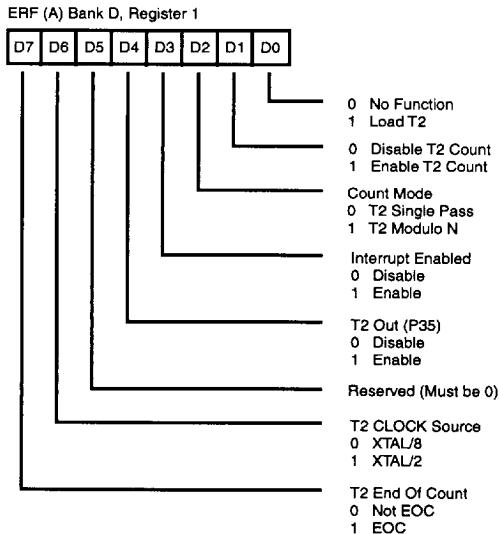 ERF (A) Bank D, Register 1
D7 D6 D5 D4 D3 D2 D1 D0
0 No Function
1 Load T2
0 Disable T2 Count
1 Enable T2 Count
Count Mode
0 T2 Single Pass
1 T2 Modulo N
Interrupt Enabled
0 Disable
1 Enable
T2 Out (P35)
0 Disable
1 Enable
Reserved (Must be 0)
T2 CLOCK Source
0 XTAL/8
1 XTAL/2
T2 End Of Count
0 Not EOC
1 EOC